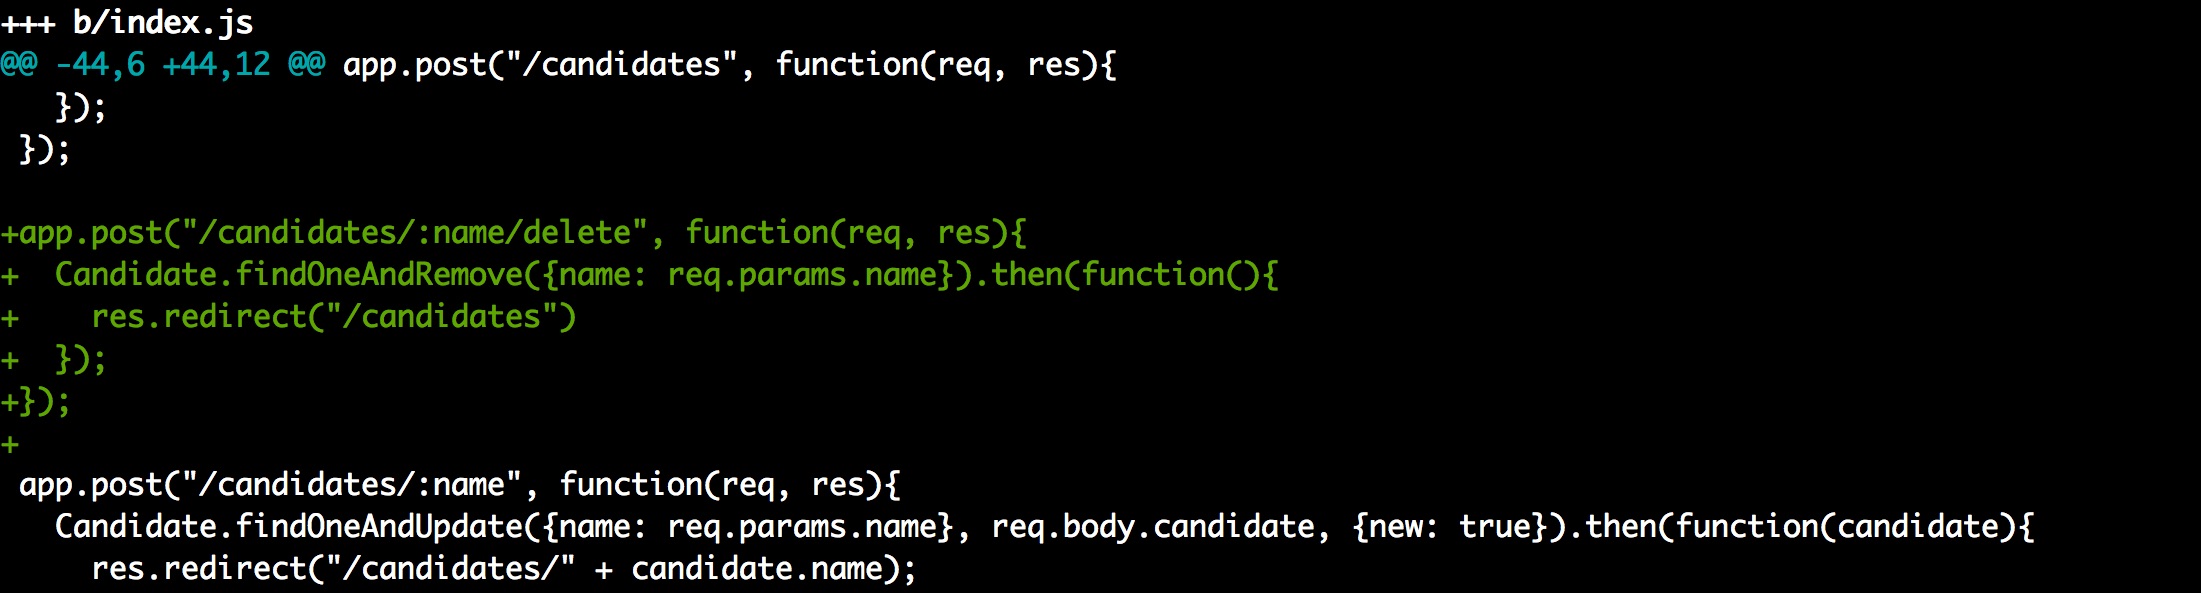 +++ b/index.js
@@ -44,6 +44,12 @@ app.post("/candidates", function(req, res){
   });
 });

+app.post("/candidates/:name/delete", function(req, res){
+  Candidate.findOneAndRemove({name: req.params.name}).then(function(){
+    res.redirect("/candidates")
+  });
+});
+
 app.post("/candidates/:name", function(req, res){
   Candidate.findOneAndUpdate({name: req.params.name}, req.body.candidate, {new: true}).then(function(candidate){
     res.redirect("/candidates/" + candidate.name);